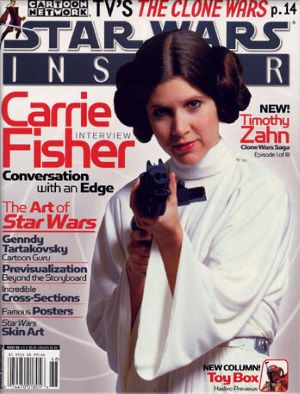 CARTOON NETWORK
TV'S THE CLONE WARS p.14
STAR WARS
INS R
Carrie
Fisher
INTERVIEW
Conversation
with an Edge
The Art of
Star Wars
Genndy
Tartakovsky
Cartoon Guru
Previsualization
Beyond the Storyboard
Incredible
Cross-Sections
Famous Posters
Star Wars
Skin Art
NEW!
Timothy
Zahn
Clone Wars Saga
Episode I of III
NEW COLUMN!
Toy Box
Hasbro Previews